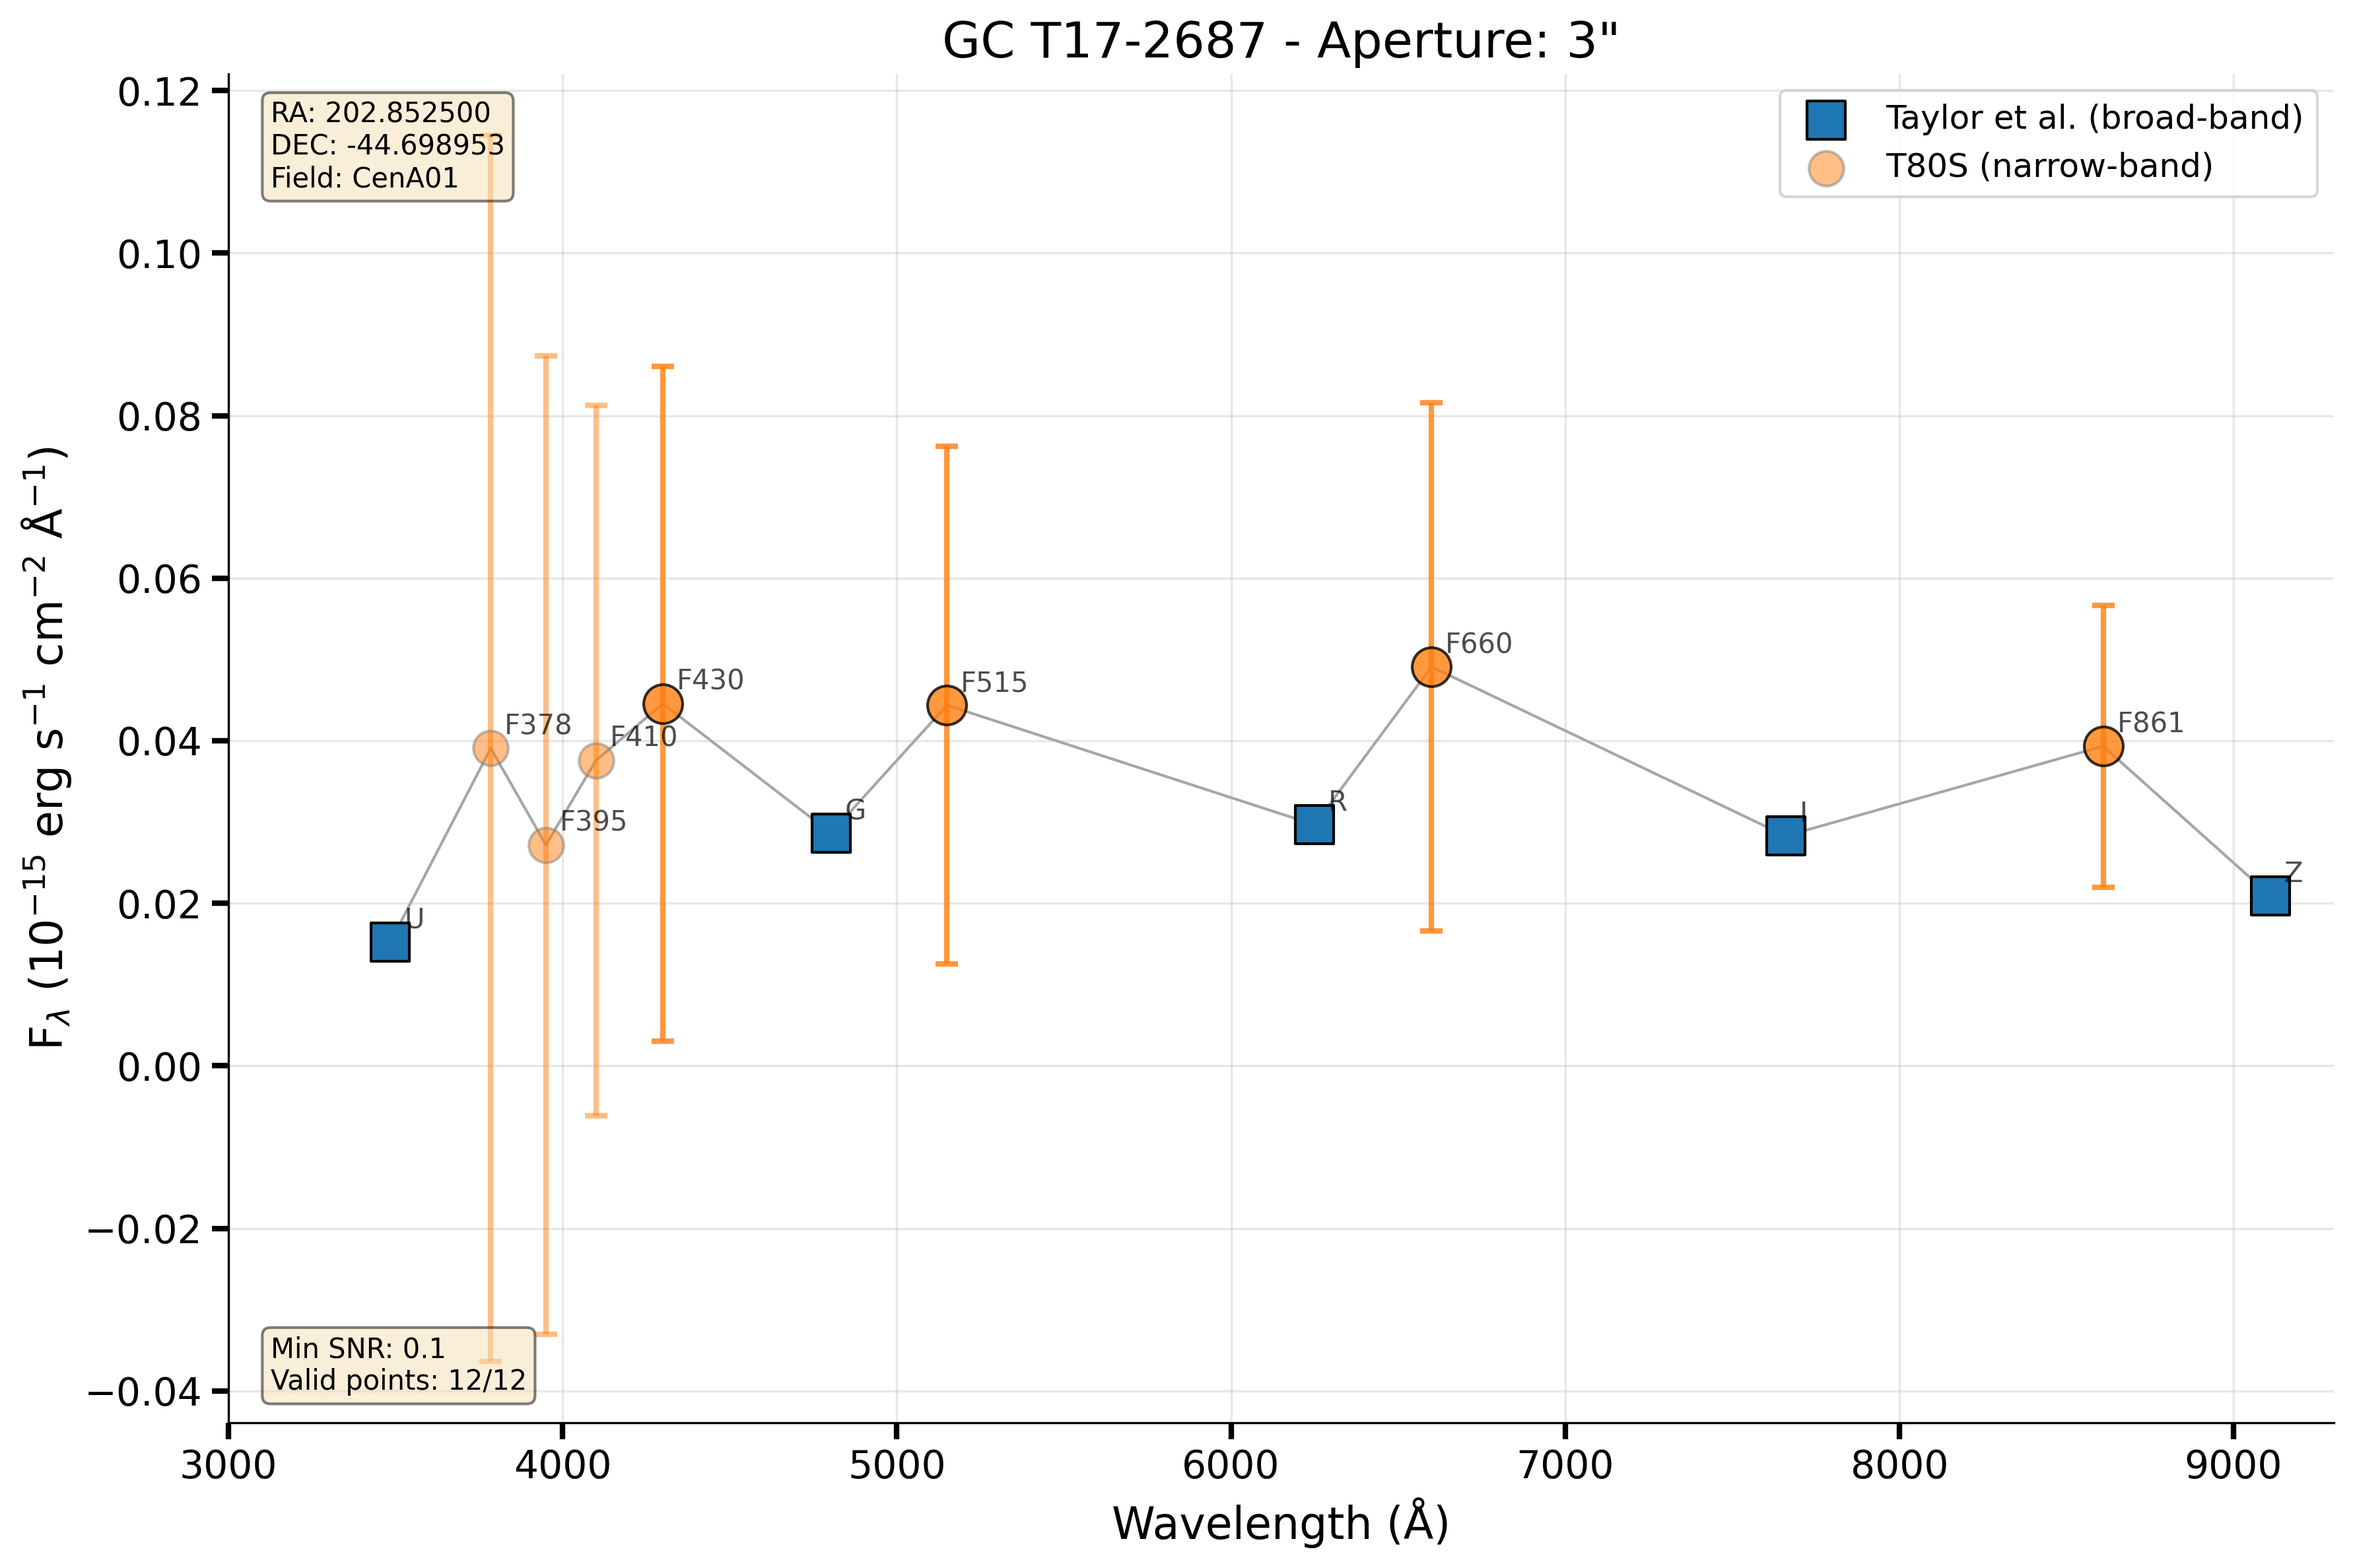 GC T17-2687 - Aperture: 3"
RA: 202.852500
DEC: -44.698953
Field: CenA01
Taylor et al. (broad-band)
T80S (narrow-band)
0.12
0.10
0.08
0.06
0.04
0.02
0.00
−0.02
−0.04
F_λ (10⁻¹⁵ erg s⁻¹ cm⁻² Å⁻¹)
U
F378
F395
F410
F430
G
F515
R
F660
I
F861
Z
Min SNR: 0.1
Valid points: 12/12
3000 4000 5000 6000 7000 8000 9000
Wavelength (Å)